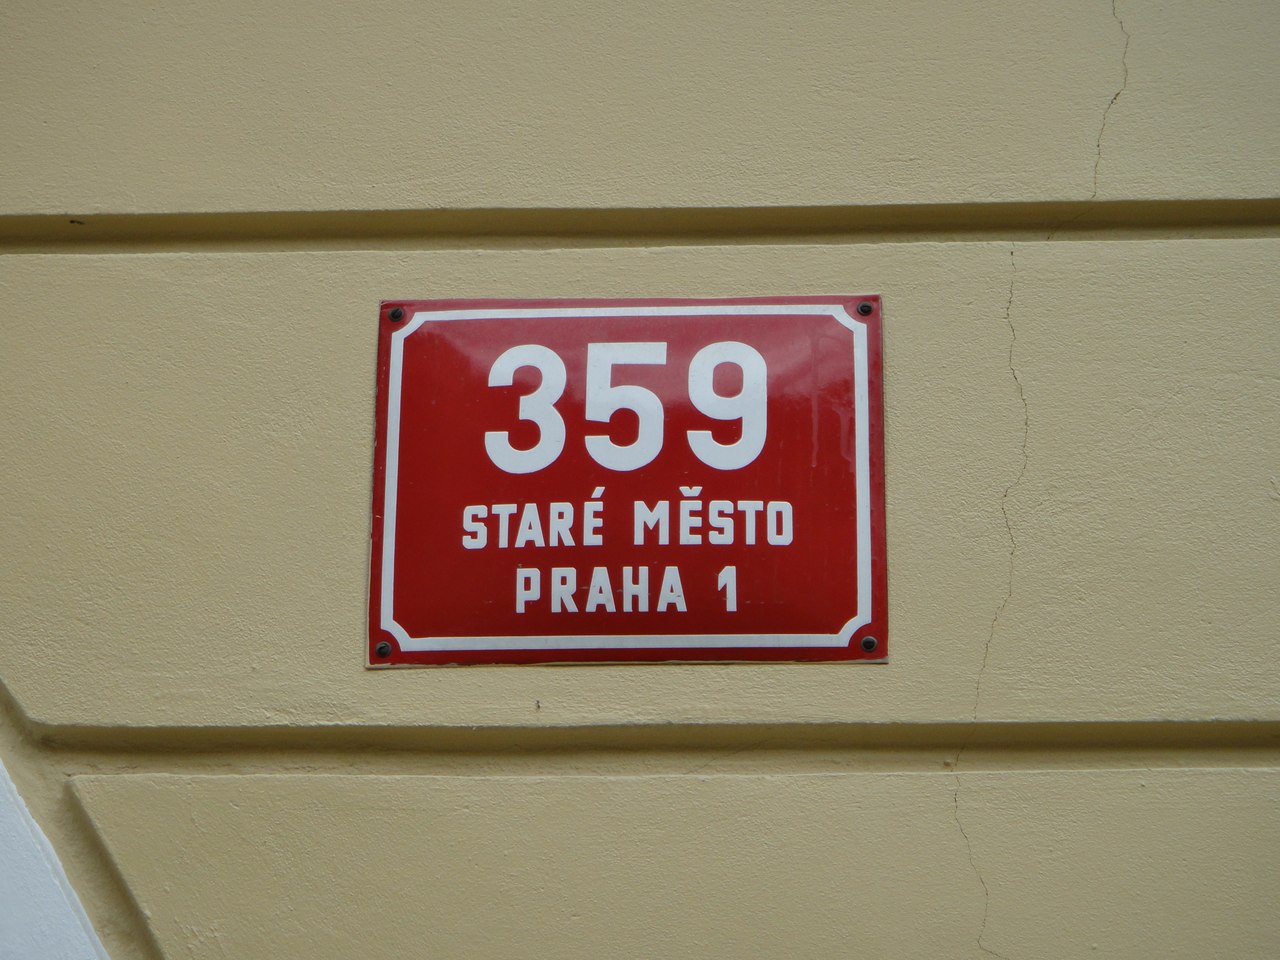 359
STARÉ MĚSTO
PRAHA 1